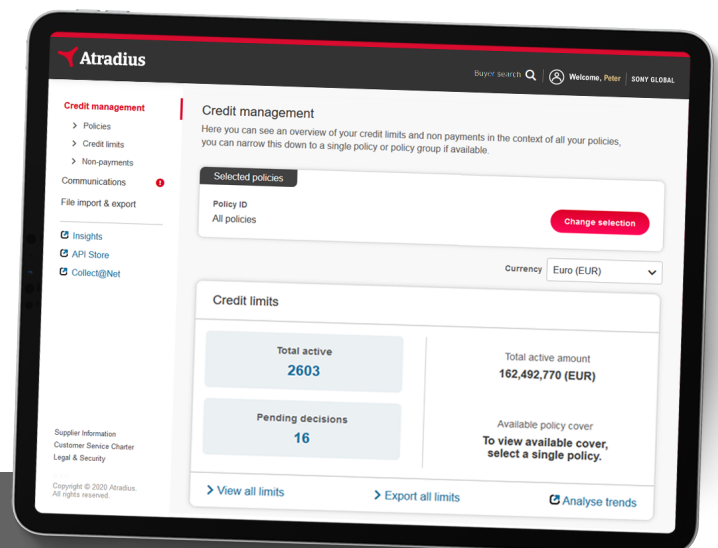 Atradius
Buyer search
Welcome, Peter
SONY GLOBAL
Credit management
Policies
Credit limits
Non-payments
Communications
File import & export
Insights
API Store
Collect@Net
Supplier Information
Customer Service Charter
Legal & Security
Copyright © 2020 Atradius.
All rights reserved.
Credit management
Here you can see an overview of your credit limits and non payments in the context of all your policies,
you can narrow this down to a single policy or policy group if available.
Selected policies
Policy ID
All policies
Change selection
Currency
Euro (EUR)
Credit limits
Total active
2603
Pending decisions
16
Total active amount
162,492,770 (EUR)
Available policy cover
To view available cover,
select a single policy.
View all limits
Export all limits
Analyse trends